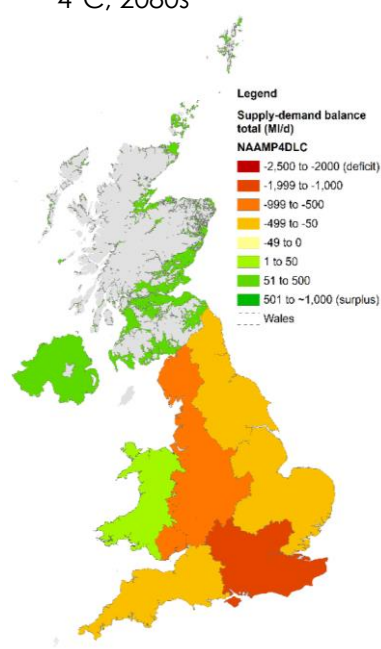 4°C, 2080s
Legend
Supply-demand balance
total (Ml/d)
NAAMP4DLC
-2,500 to -2000 (deficit)
-1,999 to -1,000
-999 to -500
-499 to -50
-49 to 0
1 to 50
51 to 500
501 to ~1,000 (surplus)
Wales